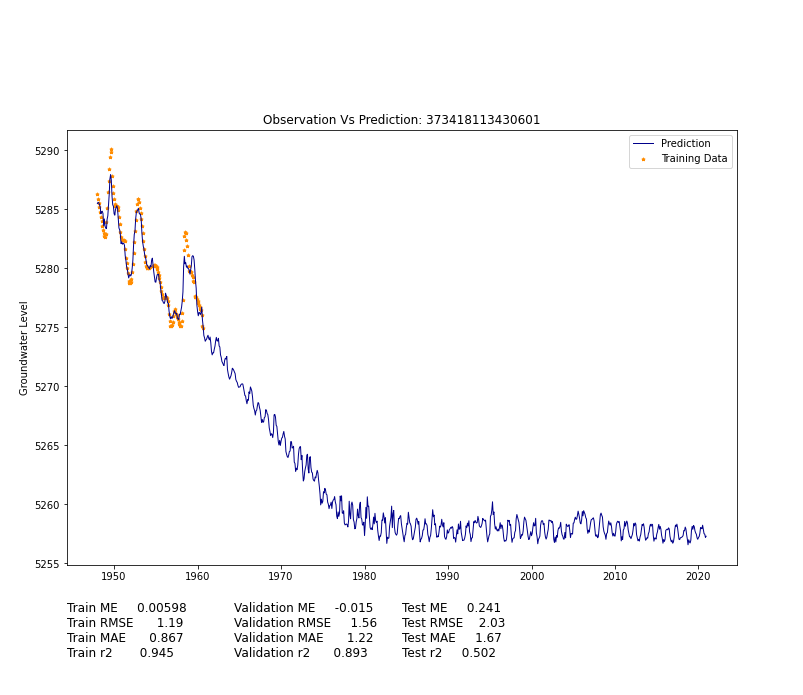 Observation Vs Prediction: 373418113430601
Prediction
Training Data
Groundwater Level
5290
5285
5280
5275
5270
5265
5260
5255
1950 1960 1970 1980 1990 2000 2010 2020
Train ME 0.00598 Validation ME -0.015 Test ME 0.241
Train RMSE 1.19 Validation RMSE 1.56 Test RMSE 2.03
Train MAE 0.867 Validation MAE 1.22 Test MAE 1.67
Train r2 0.945 Validation r2 0.893 Test r2 0.502